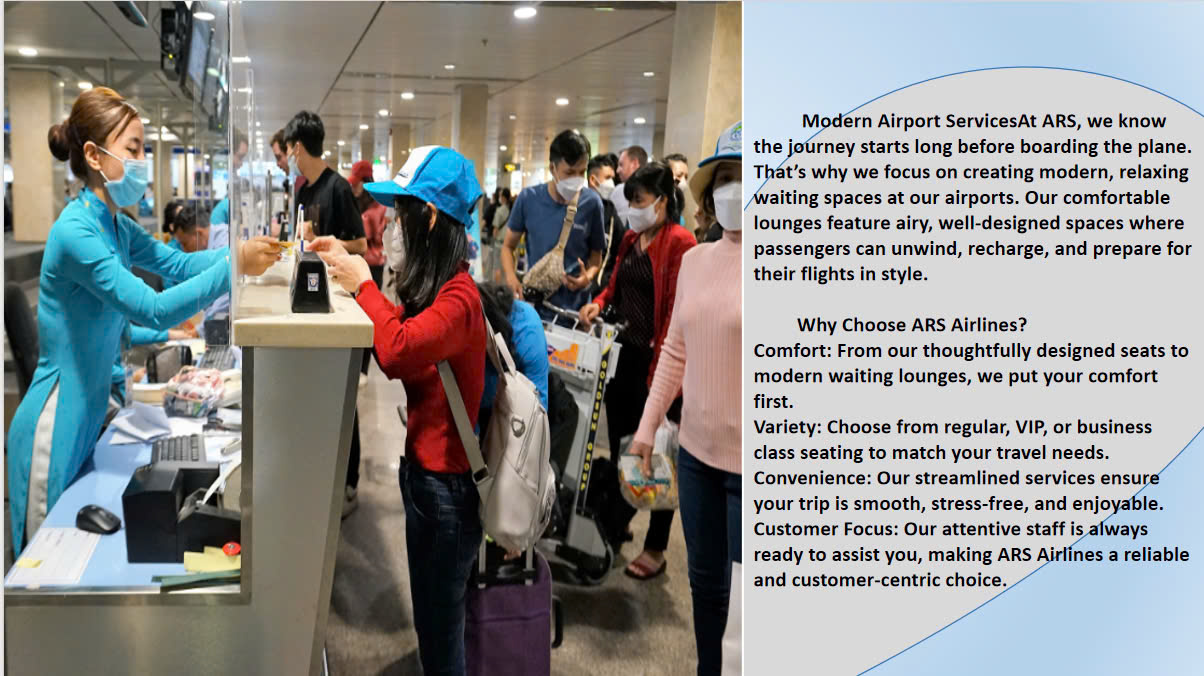 Modern Airport ServicesAt ARS, we know
the journey starts long before boarding the plane.
That’s why we focus on creating modern, relaxing
waiting spaces at our airports. Our comfortable
lounges feature airy, well-designed spaces where
passengers can unwind, recharge, and prepare for
their flights in style.
Why Choose ARS Airlines?
Comfort: From our thoughtfully designed seats to
modern waiting lounges, we put your comfort
first.
Variety: Choose from regular, VIP, or business
class seating to match your travel needs.
Convenience: Our streamlined services ensure
your trip is smooth, stress-free, and enjoyable.
Customer Focus: Our attentive staff is always
ready to assist you, making ARS Airlines a reliable
and customer-centric choice.